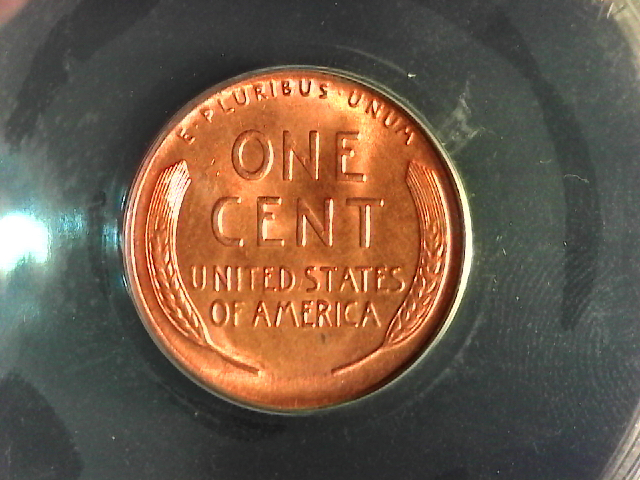 E·PLURIBUS·UNUM
ONE
CENT
UNITED STATES
OF AMERICA